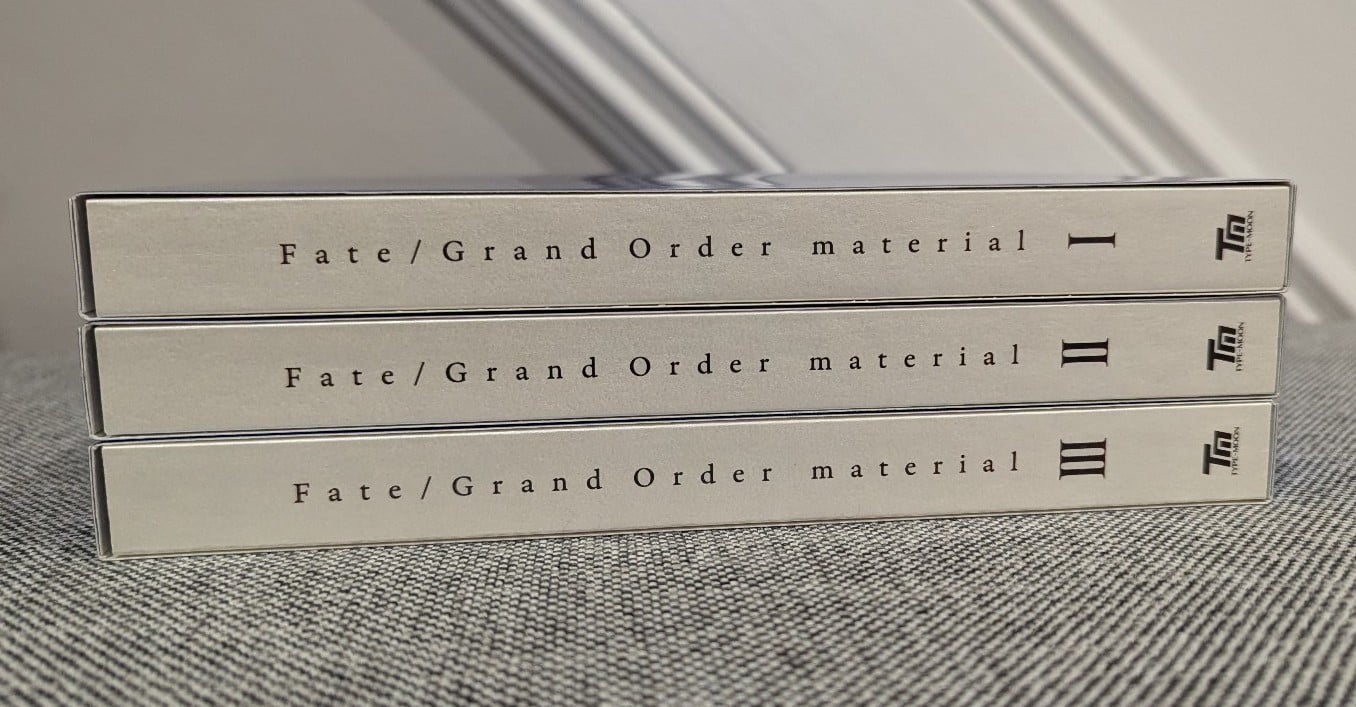 Fate/Grand Order material I
TYPE-MOON
Fate/Grand Order material II
TYPE-MOON
Fate/Grand Order material III
TYPE-MOON